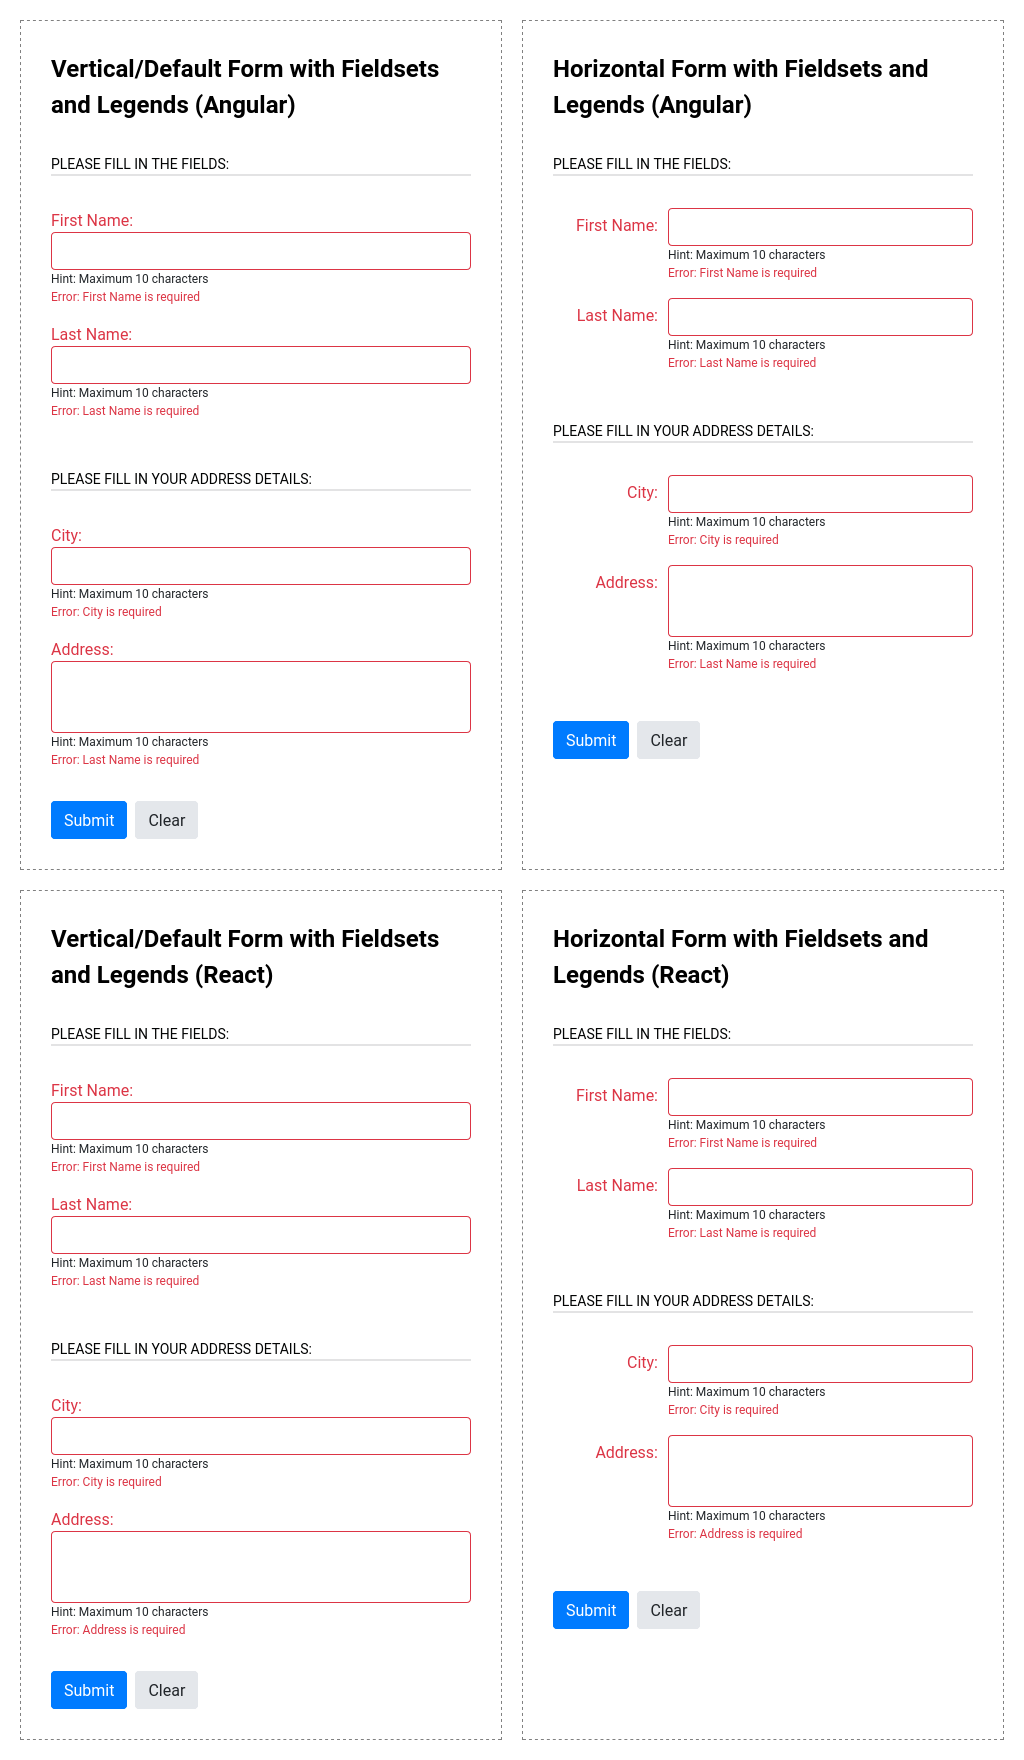 Vertical/Default Form with Fieldsets
and Legends (Angular)
PLEASE FILL IN THE FIELDS:
First Name:
Hint: Maximum 10 characters
Error: First Name is required
Last Name:
Hint: Maximum 10 characters
Error: Last Name is required
PLEASE FILL IN YOUR ADDRESS DETAILS:
City:
Hint: Maximum 10 characters
Error: City is required
Address:
Hint: Maximum 10 characters
Error: Last Name is required
Submit Clear
Horizontal Form with Fieldsets and
Legends (Angular)
PLEASE FILL IN THE FIELDS:
First Name:
Hint: Maximum 10 characters
Error: First Name is required
Last Name:
Hint: Maximum 10 characters
Error: Last Name is required
PLEASE FILL IN YOUR ADDRESS DETAILS:
City:
Hint: Maximum 10 characters
Error: City is required
Address:
Hint: Maximum 10 characters
Error: Last Name is required
Submit Clear
Vertical/Default Form with Fieldsets
and Legends (React)
PLEASE FILL IN THE FIELDS:
First Name:
Hint: Maximum 10 characters
Error: First Name is required
Last Name:
Hint: Maximum 10 characters
Error: Last Name is required
PLEASE FILL IN YOUR ADDRESS DETAILS:
City:
Hint: Maximum 10 characters
Error: City is required
Address:
Hint: Maximum 10 characters
Error: Address is required
Submit Clear
Horizontal Form with Fieldsets and
Legends (React)
PLEASE FILL IN THE FIELDS:
First Name:
Hint: Maximum 10 characters
Error: First Name is required
Last Name:
Hint: Maximum 10 characters
Error: Last Name is required
PLEASE FILL IN YOUR ADDRESS DETAILS:
City:
Hint: Maximum 10 characters
Error: City is required
Address:
Hint: Maximum 10 characters
Error: Address is required
Submit Clear